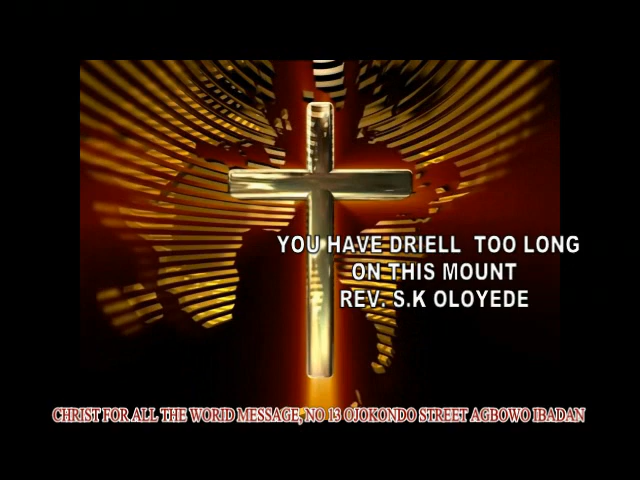 YOU HAVE DRIELL TOO LONG
ON THIS MOUNT
REV. S.K OLOYEDE
CHRIST FOR ALL THE WORID MESSAGE, NO 13 OJOKONDO STREET AGBOWO IBADAN